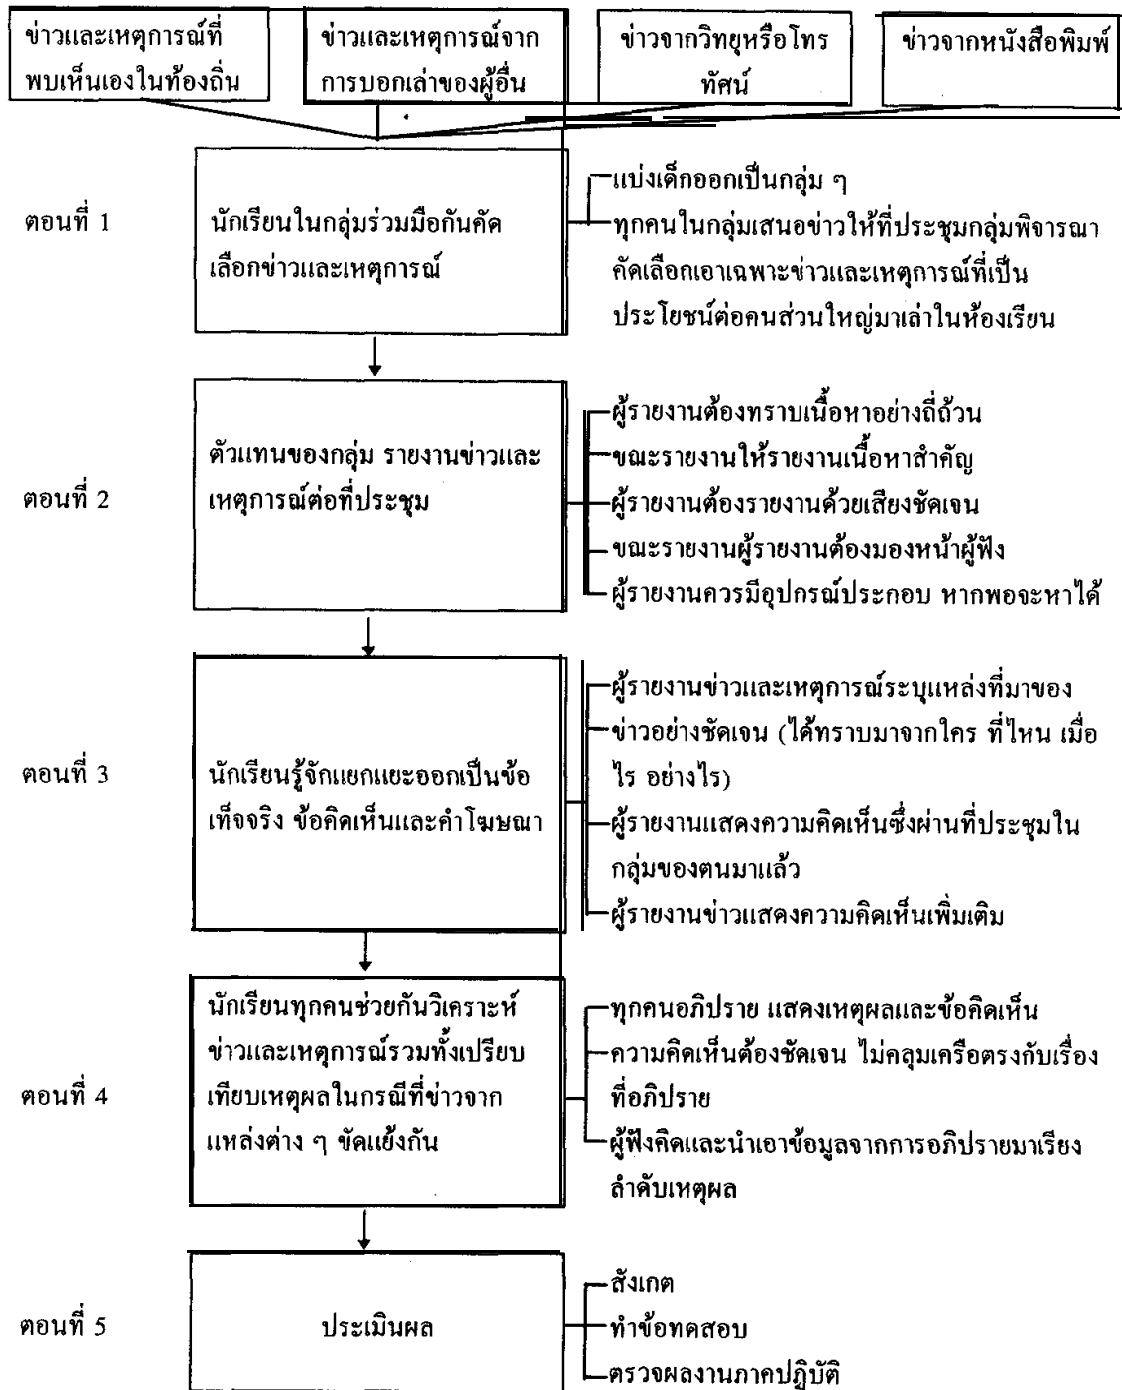 ข่าวและเหตุการณ์ที่
พบเห็นเองในท้องถิ่น
ข่าวและเหตุการณ์จาก
การบอกเล่าของผู้อื่น
ข่าวจากวิทยุหรือโทร
ทัศน์
ข่าวจากหนังสือพิมพ์
ตอนที่ 1
นักเรียนในกลุ่มร่วมมือกันคัด
เลือกข่าวและเหตุการณ์
แบ่งเด็กออกเป็นกลุ่ม ๆ
ทุกคนในกลุ่มเสนอข่าวให้ที่ประชุมกลุ่มพิจารณา
คัดเลือกเอาเฉพาะข่าวและเหตุการณ์ที่เป็น
ประโยชน์ต่อคนส่วนใหญ่มาเล่าในห้องเรียน
ตอนที่ 2
ตัวแทนของกลุ่ม รายงานข่าวและ
เหตุการณ์ต่อที่ประชุม
ผู้รายงานต้องทราบเนื้อหาอย่างถี่ถ้วน
ขณะรายงานให้รายงานเนื้อหาสำคัญ
ผู้รายงานต้องรายงานด้วยเสียงชัดเจน
ขณะรายงานผู้รายงานต้องมองหน้าผู้ฟัง
ผู้รายงานควรมีอุปกรณ์ประกอบ หากพอจะหาได้
ตอนที่ 3
นักเรียนรู้จักแยกแยะออกเป็นข้อ
เท็จจริง ข้อคิดเห็นและคำโฆษณา
ผู้รายงานข่าวและเหตุการณ์ระบุแหล่งที่มาของ
ข่าวอย่างชัดเจน (ได้ทราบมาจากใคร ที่ไหน เมื่อ
ไร อย่างไร)
ผู้รายงานแสดงความคิดเห็นซึ่งผ่านที่ประชุมใน
กลุ่มของตนมาแล้ว
ผู้รายงานข่าวแสดงความคิดเห็นเพิ่มเติม
ตอนที่ 4
นักเรียนทุกคนช่วยกันวิเคราะห์
ข่าวและเหตุการณ์รวมทั้งเปรียบ
เทียบเหตุผลในกรณีที่ข่าวจาก
แหล่งต่าง ๆ ขัดแย้งกัน
ทุกคนอภิปราย แสดงเหตุผลและข้อคิดเห็น
ความคิดเห็นต้องชัดเจน ไม่คลุมเครือตรงกับเรื่อง
ที่อภิปราย
ผู้ฟังคิดและนำเอาข้อมูลจากการอภิปรายมาเรียง
ลำดับเหตุผล
ตอนที่ 5
ประเมินผล
สังเกต
ทำข้อทดสอบ
ตรวจผลงานภาคปฏิบัติ